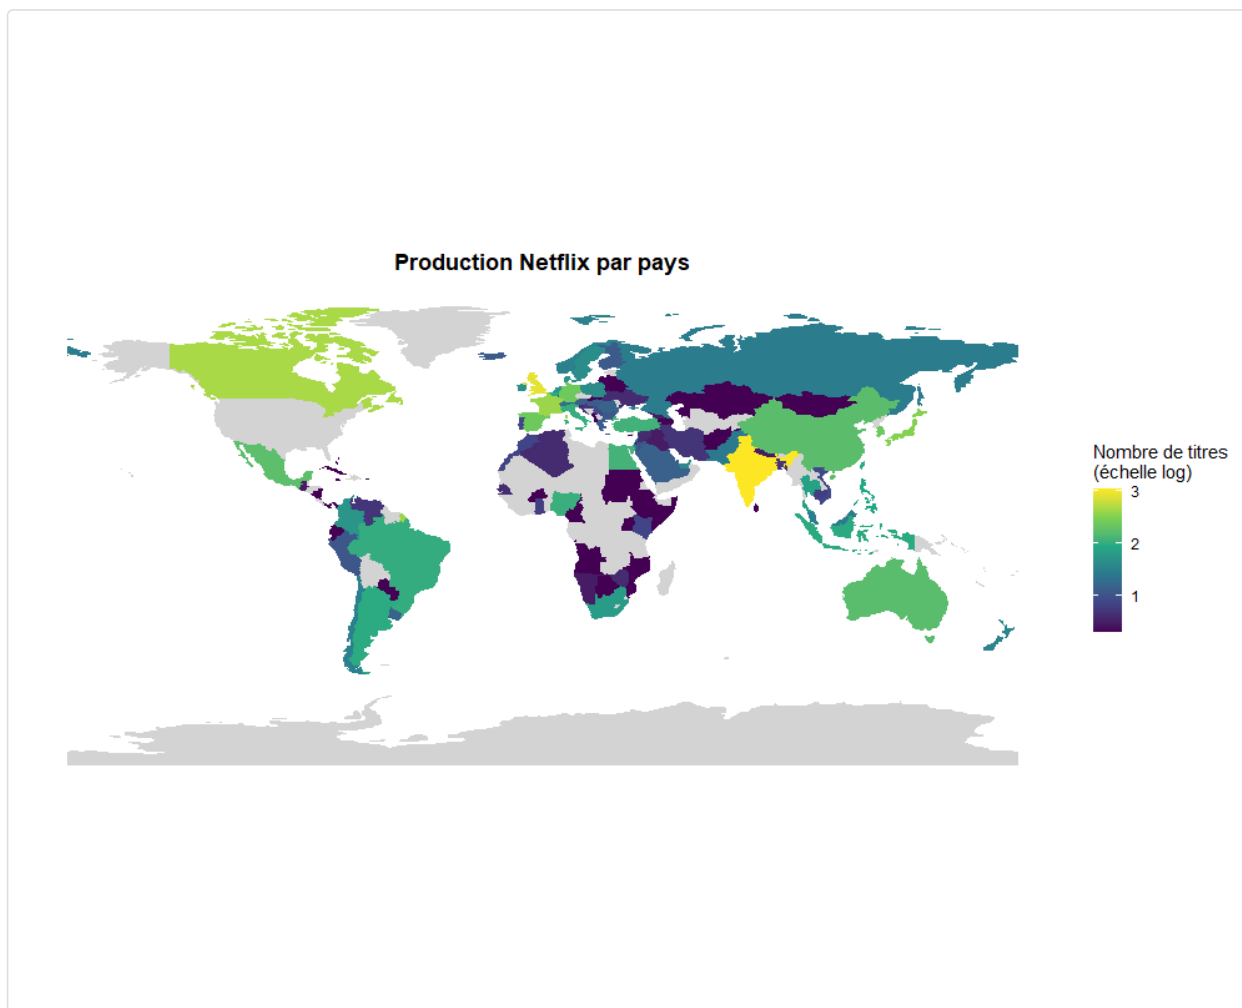 Production Netflix par pays
Nombre de titres
(échelle log)
3
2
1